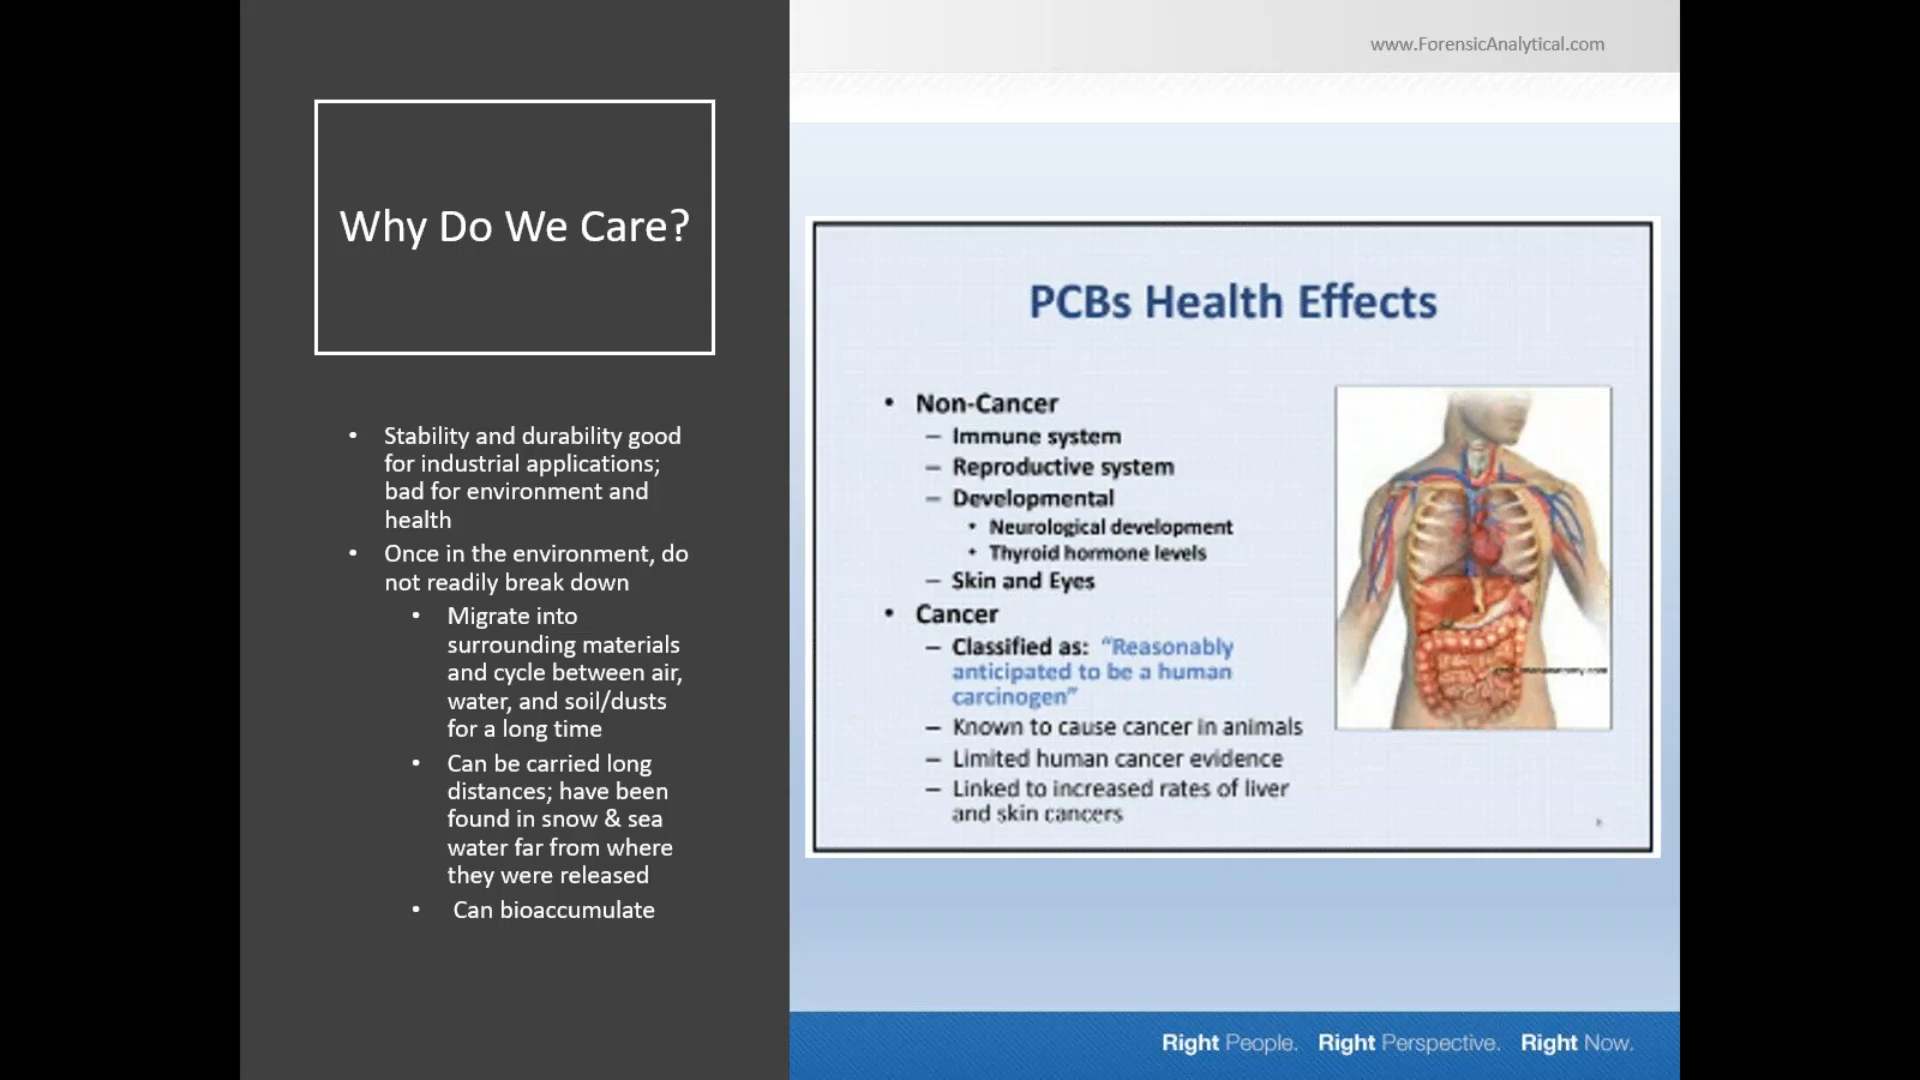 www.ForensicAnalytical.com
Why Do We Care?
• Stability and durability good
for industrial applications;
bad for environment and
health
• Once in the environment, do
not readily break down
• Migrate into
surrounding materials
and cycle between air,
water, and soil/dusts
for a long time
• Can be carried long
distances; have been
found in snow & sea
water far from where
they were released
• Can bioaccumulate
PCBs Health Effects
• Non-Cancer
– Immune system
– Reproductive system
– Developmental
• Neurological development
• Thyroid hormone levels
– Skin and Eyes
• Cancer
– Classified as: “Reasonably
anticipated to be a human
carcinogen”
– Known to cause cancer in animals
– Limited human cancer evidence
– Linked to increased rates of liver
and skin cancers
Right People. Right Perspective. Right Now.